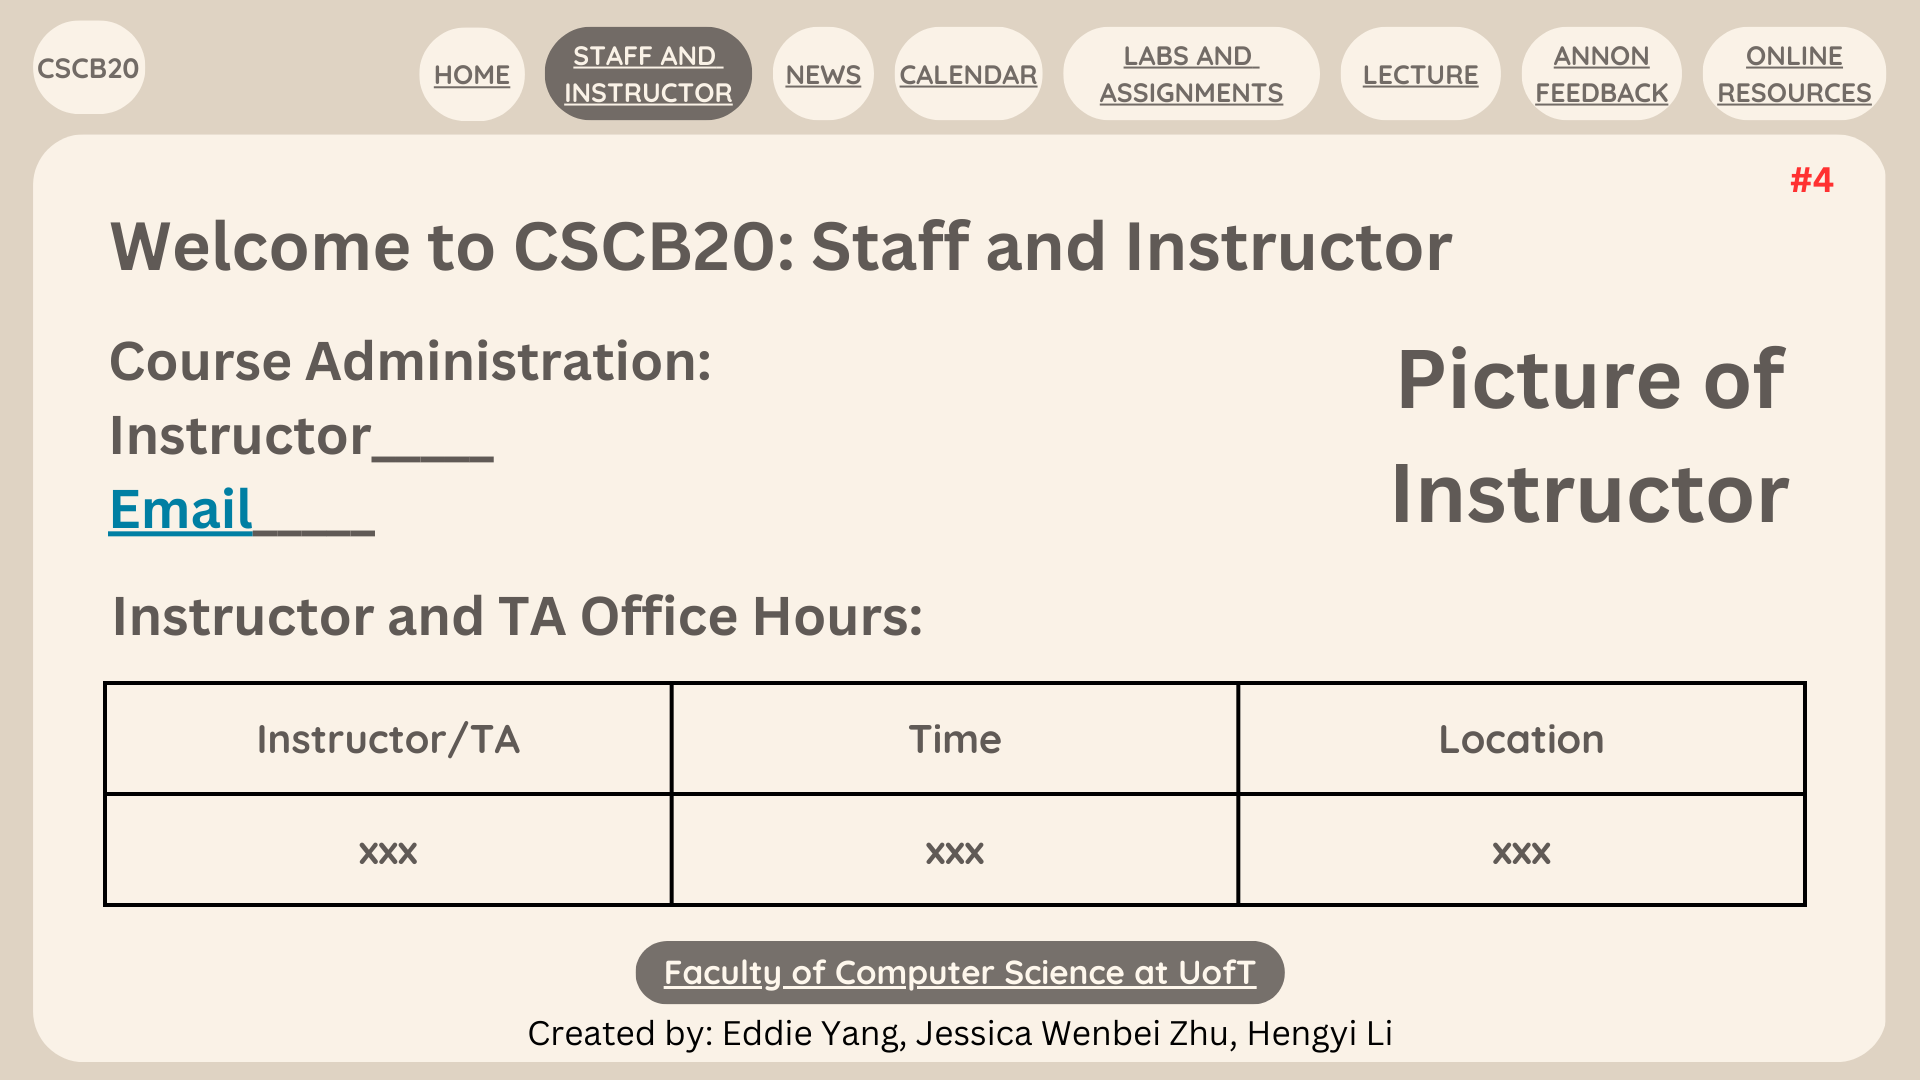 CSCB20
HOME
STAFF AND
INSTRUCTOR
NEWS
CALENDAR
LABS AND
ASSIGNMENTS
LECTURE
ANNON
FEEDBACK
ONLINE
RESOURCES
#4
Welcome to CSCB20: Staff and Instructor
Course Administration:
Instructor_____
Email_____
Picture of
Instructor
Instructor and TA Office Hours:
Instructor/TA
Time
Location
xxx
xxx
xxx
Faculty of Computer Science at UofT
Created by: Eddie Yang, Jessica Wenbei Zhu, Hengyi Li